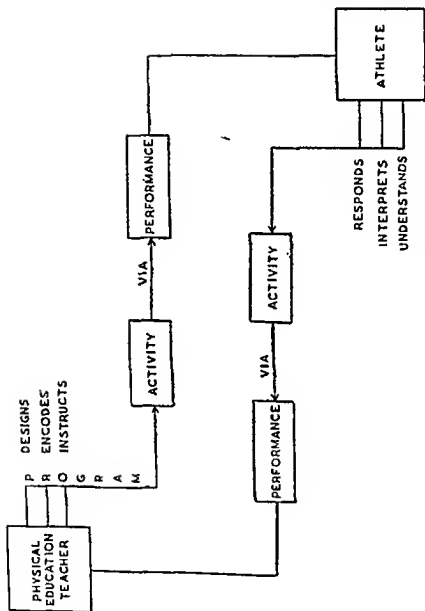 PHYSICAL
EDUCATION
TEACHER
P DESIGNS
R ENCODES
O INSTRUCTS
G
R
A
M
ACTIVITY
VIA
PERFORMANCE
PERFORMANCE
VIA
ACTIVITY
RESPONDS
INTERPRETS
UNDERSTANDS
ATHLETE